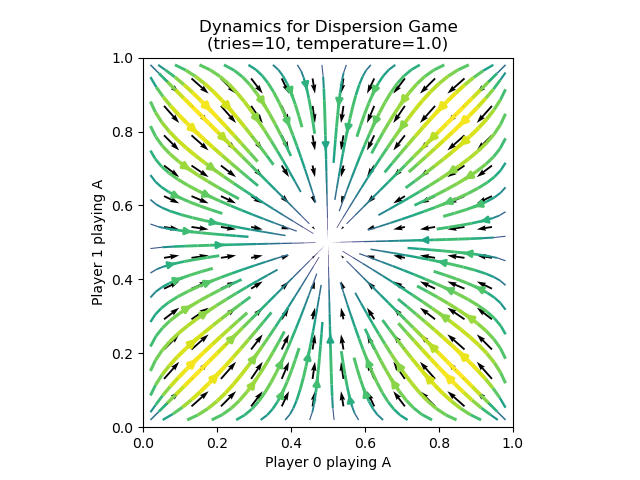 Dynamics for Dispersion Game
(tries=10, temperature=1.0)
1.0
0.8
0.6
0.4
0.2
0.0
Player 1 playing A
0.0 0.2 0.4 0.6 0.8 1.0
Player 0 playing A